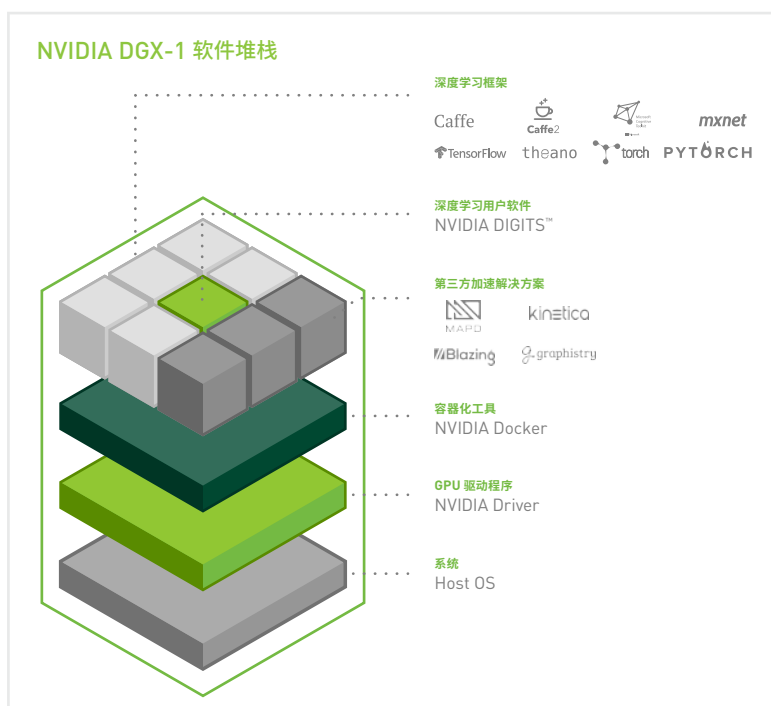 NVIDIA DGX-1 软件堆栈
深度学习框架
Caffe
Caffe2
Microsoft
Cognitive
Toolkit
mxnet
TensorFlow
theano
torch
PYTORCH
深度学习用户软件
NVIDIA DIGITS™
第三方加速解决方案
MAPD
kinetica
Blazing
graphistry
容器化工具
NVIDIA Docker
GPU 驱动程序
NVIDIA Driver
系统
Host OS